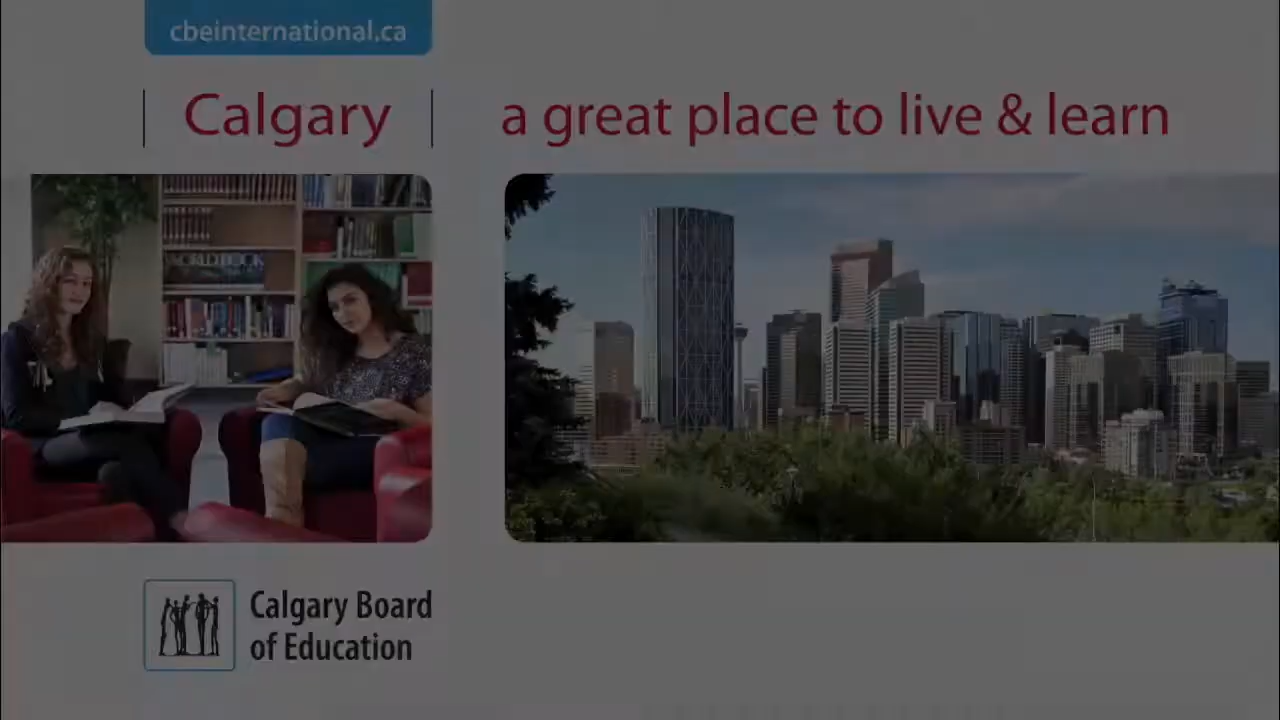 cbeinternational.ca
Calgary
a great place to live & learn
WORLD BOOK
Calgary Board
of Education